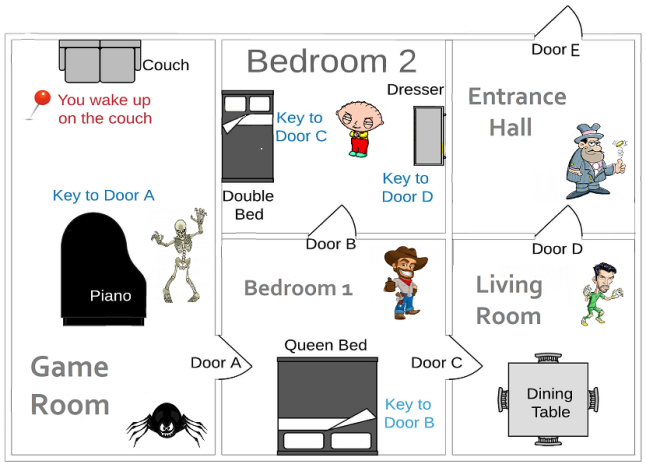 Door E
Couch
Bedroom 2
You wake up
on the couch
Dresser
Entrance
Hall
Key to
Door C
Key to Door A
Key to
Door D
Double
Bed
Door B
Door D
Piano
Bedroom 1
Living
Room
Queen Bed
Game
Room
Door A
Door C
Dining
Table
Key to
Door B